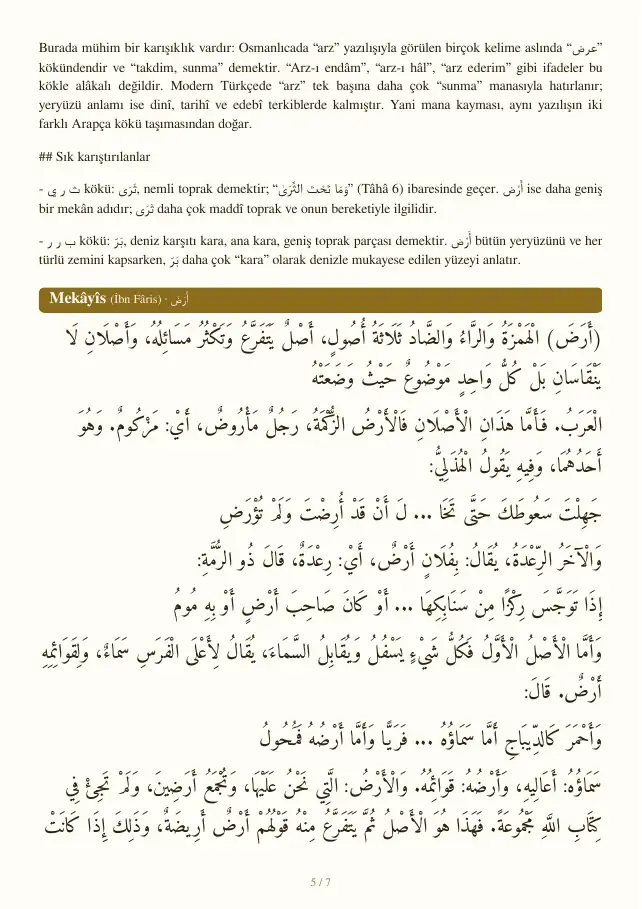 Burada mühim bir karışıklık vardır: Osmanlıcada “arz” yazılışıyla görülen birçok kelime aslında “عرض”
kökündendir ve “takdim, sunma” demektir. “Arz-ı endâm”, “arz-ı hâl”, “arz ederim” gibi ifadeler bu
kökle alâkalı değildir. Modern Türkçede “arz” tek başına daha çok “sunma” manasıyla hatırlanır;
yeryüzü anlamı ise dinî, tarihî ve edebî terkiblerde kalmıştır. Yani mana kayması, aynı yazılışın iki
farklı Arapça kökü taşımasından doğar.
## Sık karıştırılanlar
- ث ر ي kökü: ثَرَى, nemli toprak demektir; “وَمَا تَحْتَ الثَّرَىٰ” (Tâhâ 6) ibaresinde geçer. أَرْض ise daha geniş
bir mekân adıdır; ثَرَى daha çok maddî toprak ve onun bereketiyle ilgilidir.
- ب ر ر kökü: بَرّ, deniz karşıtı kara, ana kara, geniş toprak parçası demektir. أَرْض bütün yeryüzünü ve her
türlü zemini kapsarken, بَرّ daha çok “kara” olarak denizle mukayese edilen yüzeyi anlatır.
Mekâyîs (İbn Fâris) · أَرْض
(أَرَضَ) الْهَمْزَةُ وَالرَّاءُ وَالضَّادُ ثَلَاثَةُ أُصُولٍ، أَصْلٌ يَتَفَرَّعُ وَتَكْثُرُ مَسَائِلُهُ، وَأَصْلَانِ لَا
يَنْقَاسَانِ بَلْ كُلُّ وَاحِدٍ مَوْضُوعٌ حَيْثُ وَضَعَتْهُ
الْعَرَبُ. فَأَمَّا هَذَانِ الْأَصْلَانِ فَالْأَرْضُ الزُّكْمَةُ، رَجُلٌ مَأْرُوضٌ، أَيْ: مَزْكُومٌ. وَهُوَ
أَحَدُهُمَا، وَفِيهِ يَقُولُ الْهُذَلِيُّ:
جَهِلْتَ سَعُوطَكَ حَتَّى تَخَا ... لَ أَنْ قَدْ أُرِضْتَ وَلَمْ تُؤْرَضِ
وَالْآخَرُ الرِّعْدَةُ، يُقَالُ: بِفُلَانٍ أَرْضٌ، أَيْ: رِعْدَةٌ، قَالَ ذُو الرُّمَّةِ:
إِذَا تَوَجَّسَ رِكْزًا مِنْ سَنَابِكِهَا ... أَوْ كَانَ صَاحِبَ أَرْضٍ أَوْ بِهِ مُومُ
وَأَمَّا الْأَصْلُ الْأَوَّلُ فَكُلُّ شَيْءٍ يَسْفُلُ وَيُقَابِلُ السَّمَاءَ، يُقَالُ لِأَعْلَى الْفَرَسِ سَمَاءٌ، وَلِقَوَائِمِهِ
أَرْضٌ. قَالَ:
وَأَحْمَرَ كَالدِّيبَاجِ أَمَّا سَمَاؤُهُ ... فَرَيَّا وَأَمَّا أَرْضُهُ فَمُحُولُ
سَمَاؤُهُ: أَعَالِيهِ، وَأَرْضُهُ: قَوَائِمُهُ. وَالْأَرْضُ: الَّتِي نَحْنُ عَلَيْهَا، وَتُجْمَعُ أَرَضِينَ، وَلَمْ تَجِئْ فِي
كِتَابِ اللَّهِ مَجْمُوعَةً. فَهَذَا هُوَ الْأَصْلُ ثُمَّ يَتَفَرَّعُ مِنْهُ قَوْلُهُمْ أَرْضٌ أَرِيضَةٌ، وَذَلِكَ إِذَا كَانَتْ
5 / 7